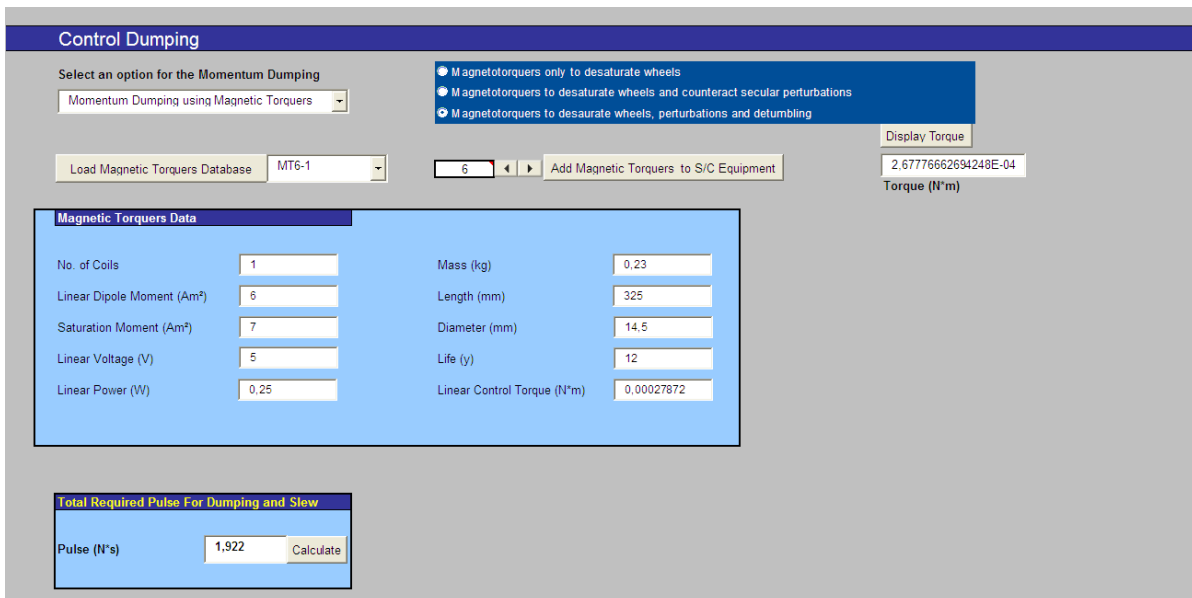 Control Dumping
Select an option for the Momentum Dumping
Momentum Dumping using Magnetic Torquers
Magnetotorquers only to desaturate wheels
Magnetotorquers to desaturate wheels and counteract secular perturbations
Magnetotorquers to desaurate wheels, perturbations and detumbling
Display Torque
Load Magnetic Torquers Database MT6-1 6 Add Magnetic Torquers to S/C Equipment 2,67776662694248E-04
Torque (N*m)
Magnetic Torquers Data
No. of Coils 1 Mass (kg) 0,23
Linear Dipole Moment (Am²) 6 Length (mm) 325
Saturation Moment (Am²) 7 Diameter (mm) 14,5
Linear Voltage (V) 5 Life (y) 12
Linear Power (W) 0,25 Linear Control Torque (N*m) 0,00027872
Total Required Pulse For Dumping and Slew
Pulse (N*s) 1,922 Calculate